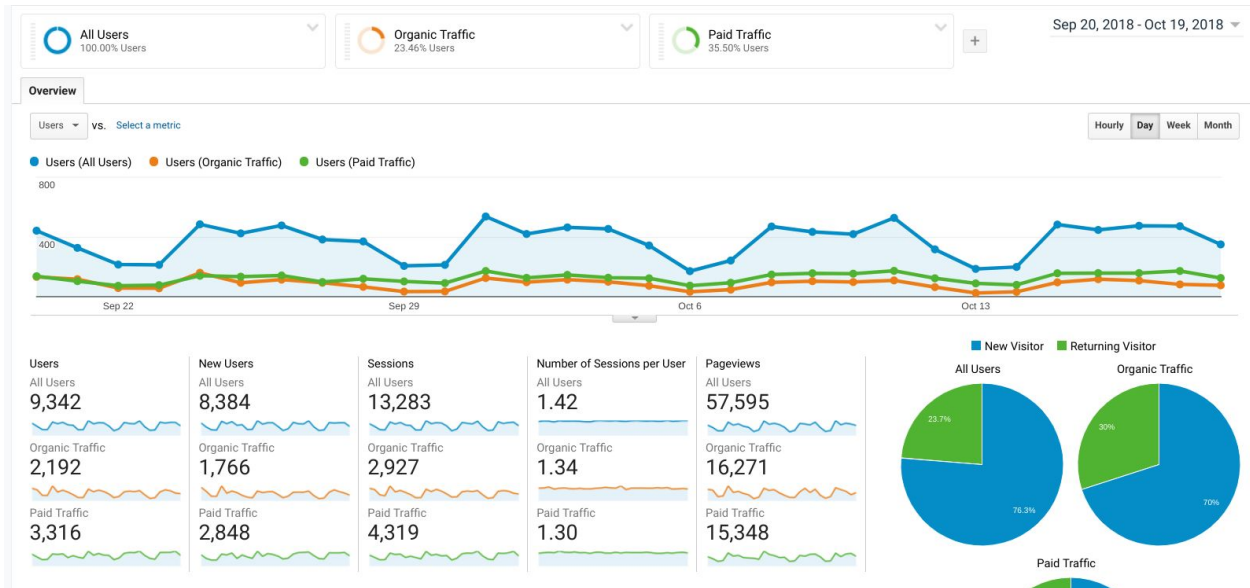 All Users
100.00% Users
Organic Traffic
23.46% Users
Paid Traffic
35.50% Users
+
Sep 20, 2018 - Oct 19, 2018
Overview
Users vs. Select a metric
Hourly Day Week Month
Users (All Users) Users (Organic Traffic) Users (Paid Traffic)
800
400
Sep 22 Sep 29 Oct 6 Oct 13
New Visitor Returning Visitor
Users
All Users
9,342
Organic Traffic
2,192
Paid Traffic
3,316
New Users
All Users
8,384
Organic Traffic
1,766
Paid Traffic
2,848
Sessions
All Users
13,283
Organic Traffic
2,927
Paid Traffic
4,319
Number of Sessions per User
All Users
1.42
Organic Traffic
1.34
Paid Traffic
1.30
Pageviews
All Users
57,595
Organic Traffic
16,271
Paid Traffic
15,348
All Users
23.7%
76.3%
Organic Traffic
30%
70%
Paid Traffic